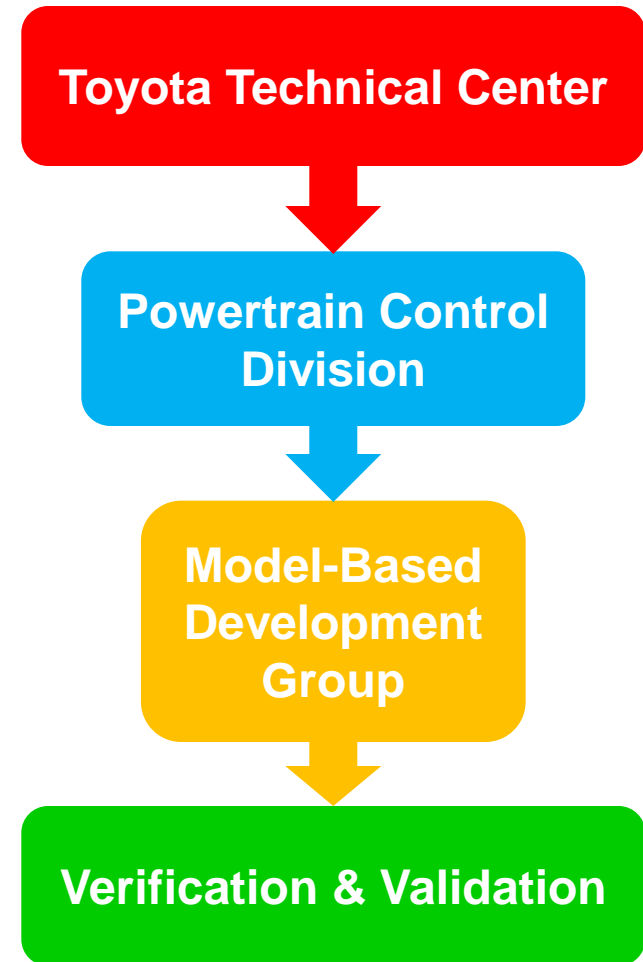 Toyota Technical Center
Powertrain Control
Division
Model-Based
Development
Group
Verification & Validation